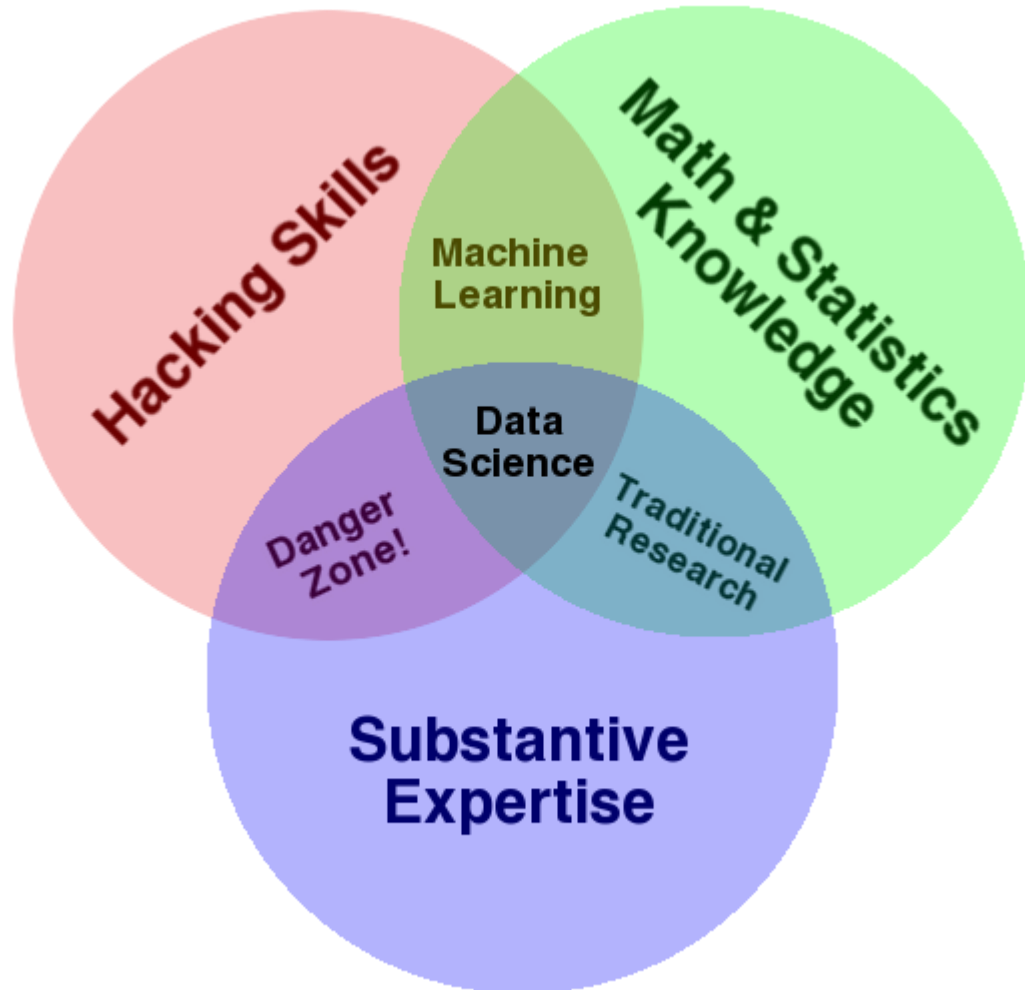 Hacking Skills
Math & Statistics
Knowledge
Machine
Learning
Data
Science
Danger
Zone!
Traditional
Research
Substantive
Expertise